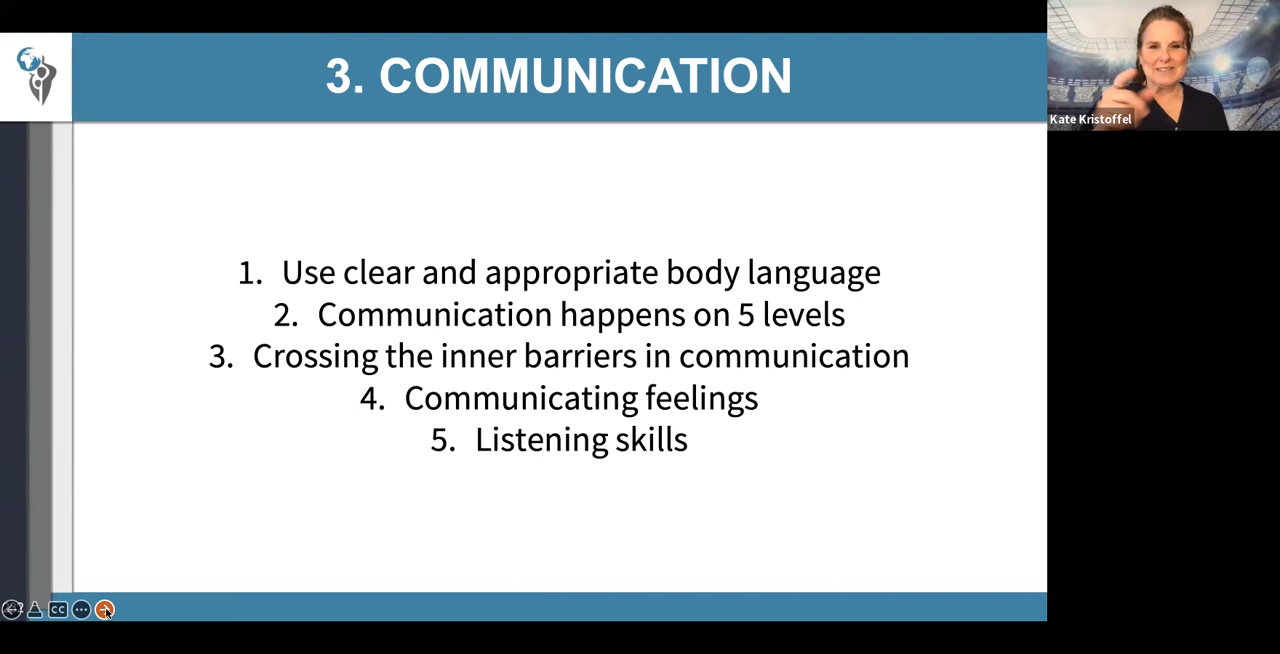 3. COMMUNICATION
Kate Kristoffel
1. Use clear and appropriate body language
2. Communication happens on 5 levels
3. Crossing the inner barriers in communication
4. Communicating feelings
5. Listening skills
CC